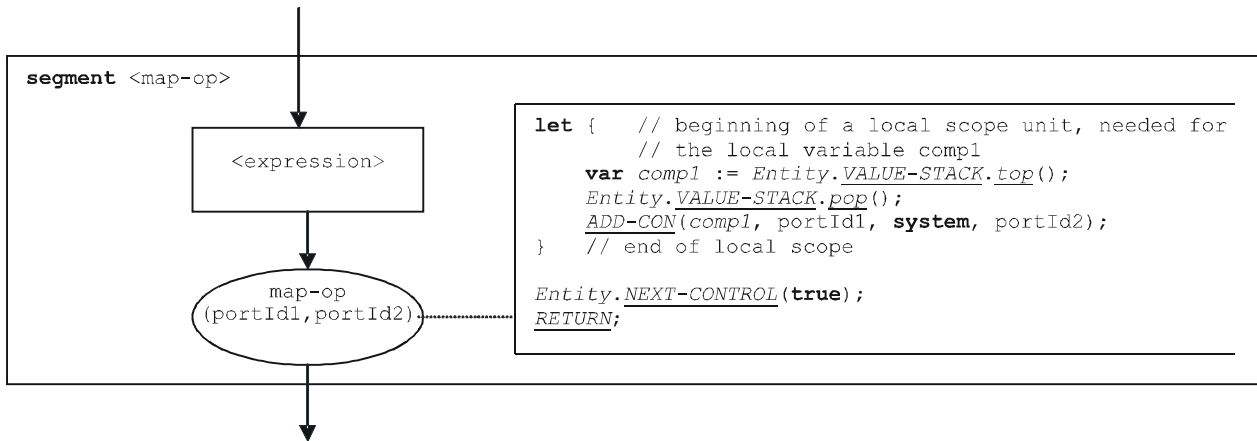 segment <map-op>
<expression>
map-op
(portId1,portId2)
let {   // beginning of a local scope unit, needed for
// the local variable comp1
var comp1 := Entity.VALUE-STACK.top();
Entity.VALUE-STACK.pop();
ADD-CON(comp1, portId1, system, portId2);
}   // end of local scope
Entity.NEXT-CONTROL(true);
RETURN;